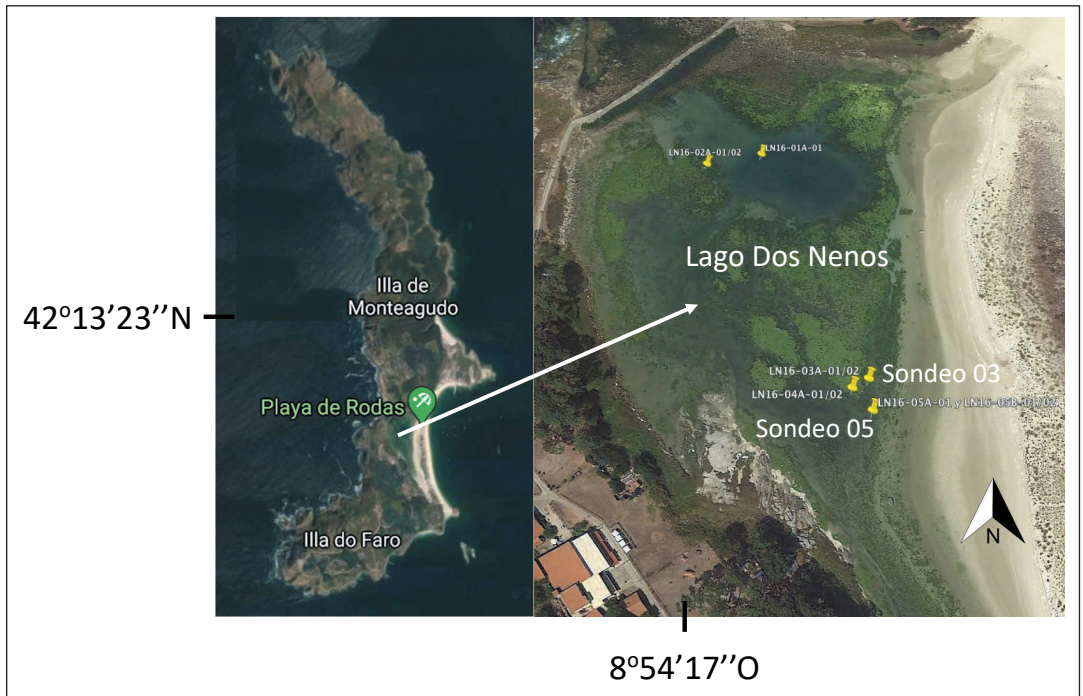 42º13’23’’N
Illa de
Monteagudo
Playa de Rodas
Illa do Faro
LN16-02A-01/02
LN16-01A-01
Lago Dos Nenos
LN16-03A-01/02
Sondeo 03
LN16-04A-01/02
LN16-05A-01 y LN16-05B-01/02
Sondeo 05
N
8º54’17’’O